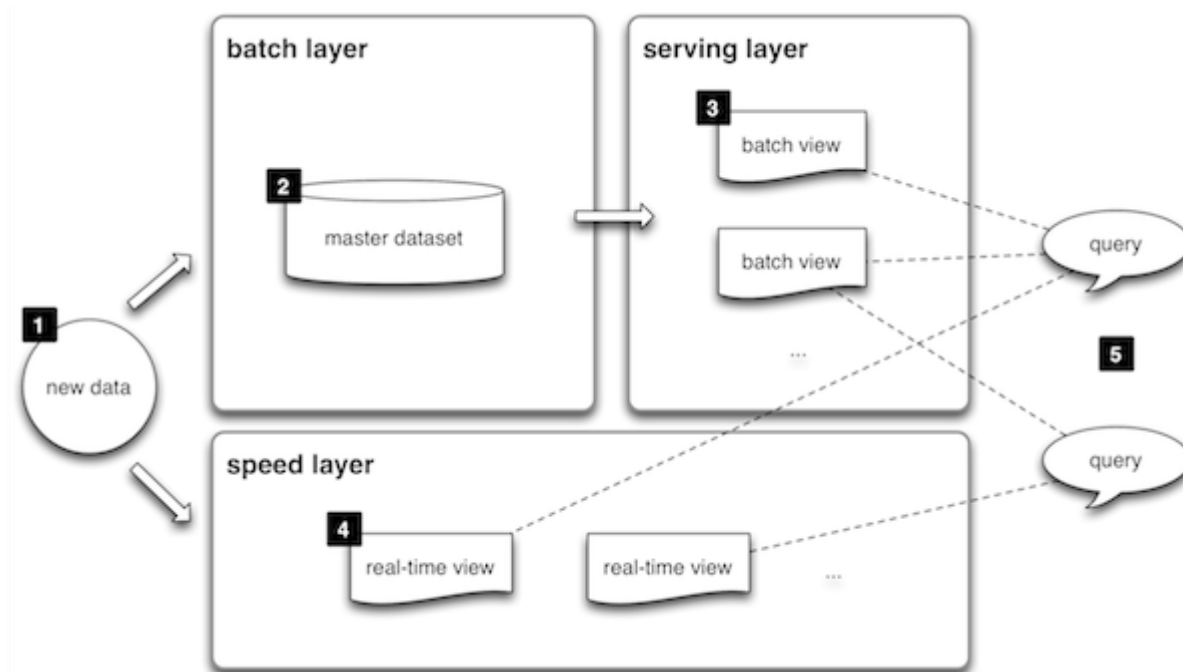 batch layer
serving layer
3
batch view
2
master dataset
query
batch view
1
new data
...
5
speed layer
query
4
real-time view
real-time view
...